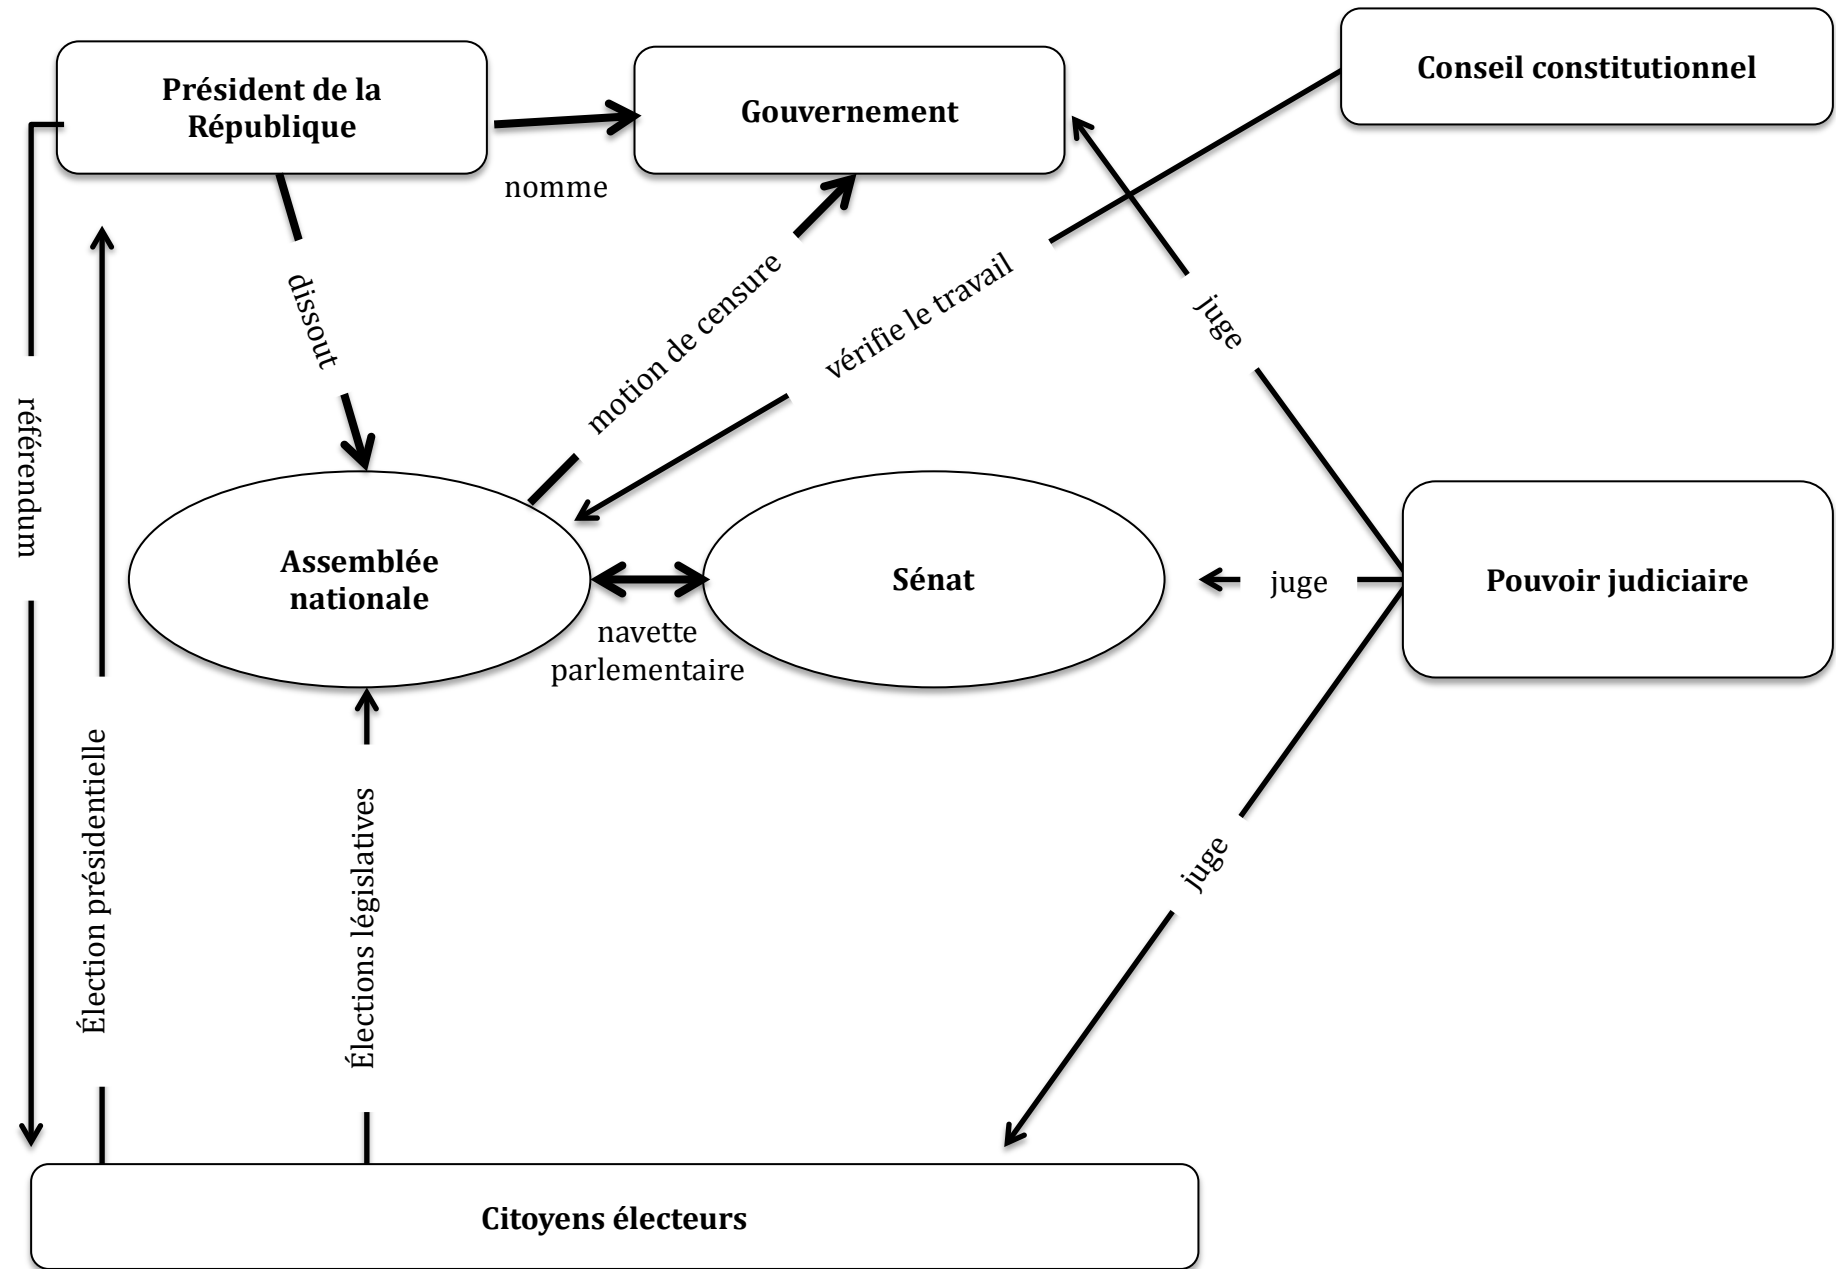 Président de la
République
Gouvernement
Conseil constitutionnel
nomme
dissout
motion de censure
vérifie le travail
juge
référendum
Assemblée
nationale
Sénat
juge
Pouvoir judiciaire
navette
parlementaire
Élection présidentielle
Élections législatives
juge
Citoyens électeurs